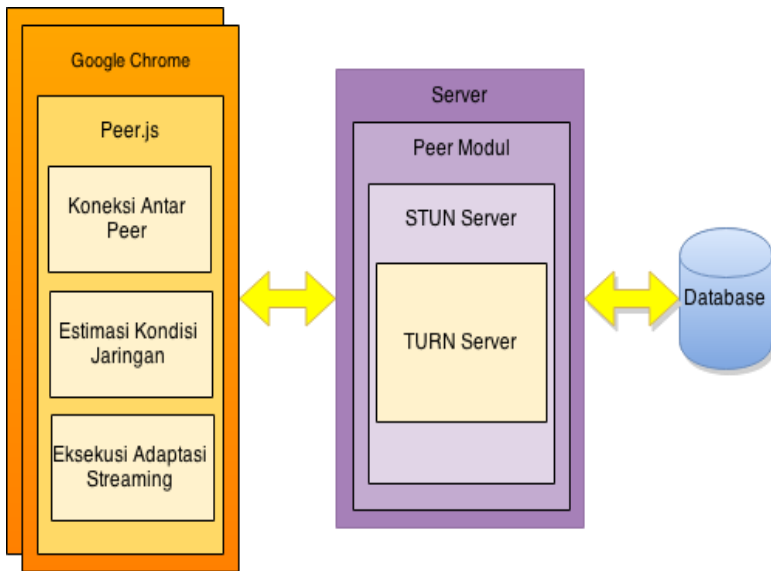 Google Chrome
Peer.js
Koneksi Antar
Peer
Estimasi Kondisi
Jaringan
Eksekusi Adaptasi
Streaming
Server
Peer Modul
STUN Server
TURN Server
Database